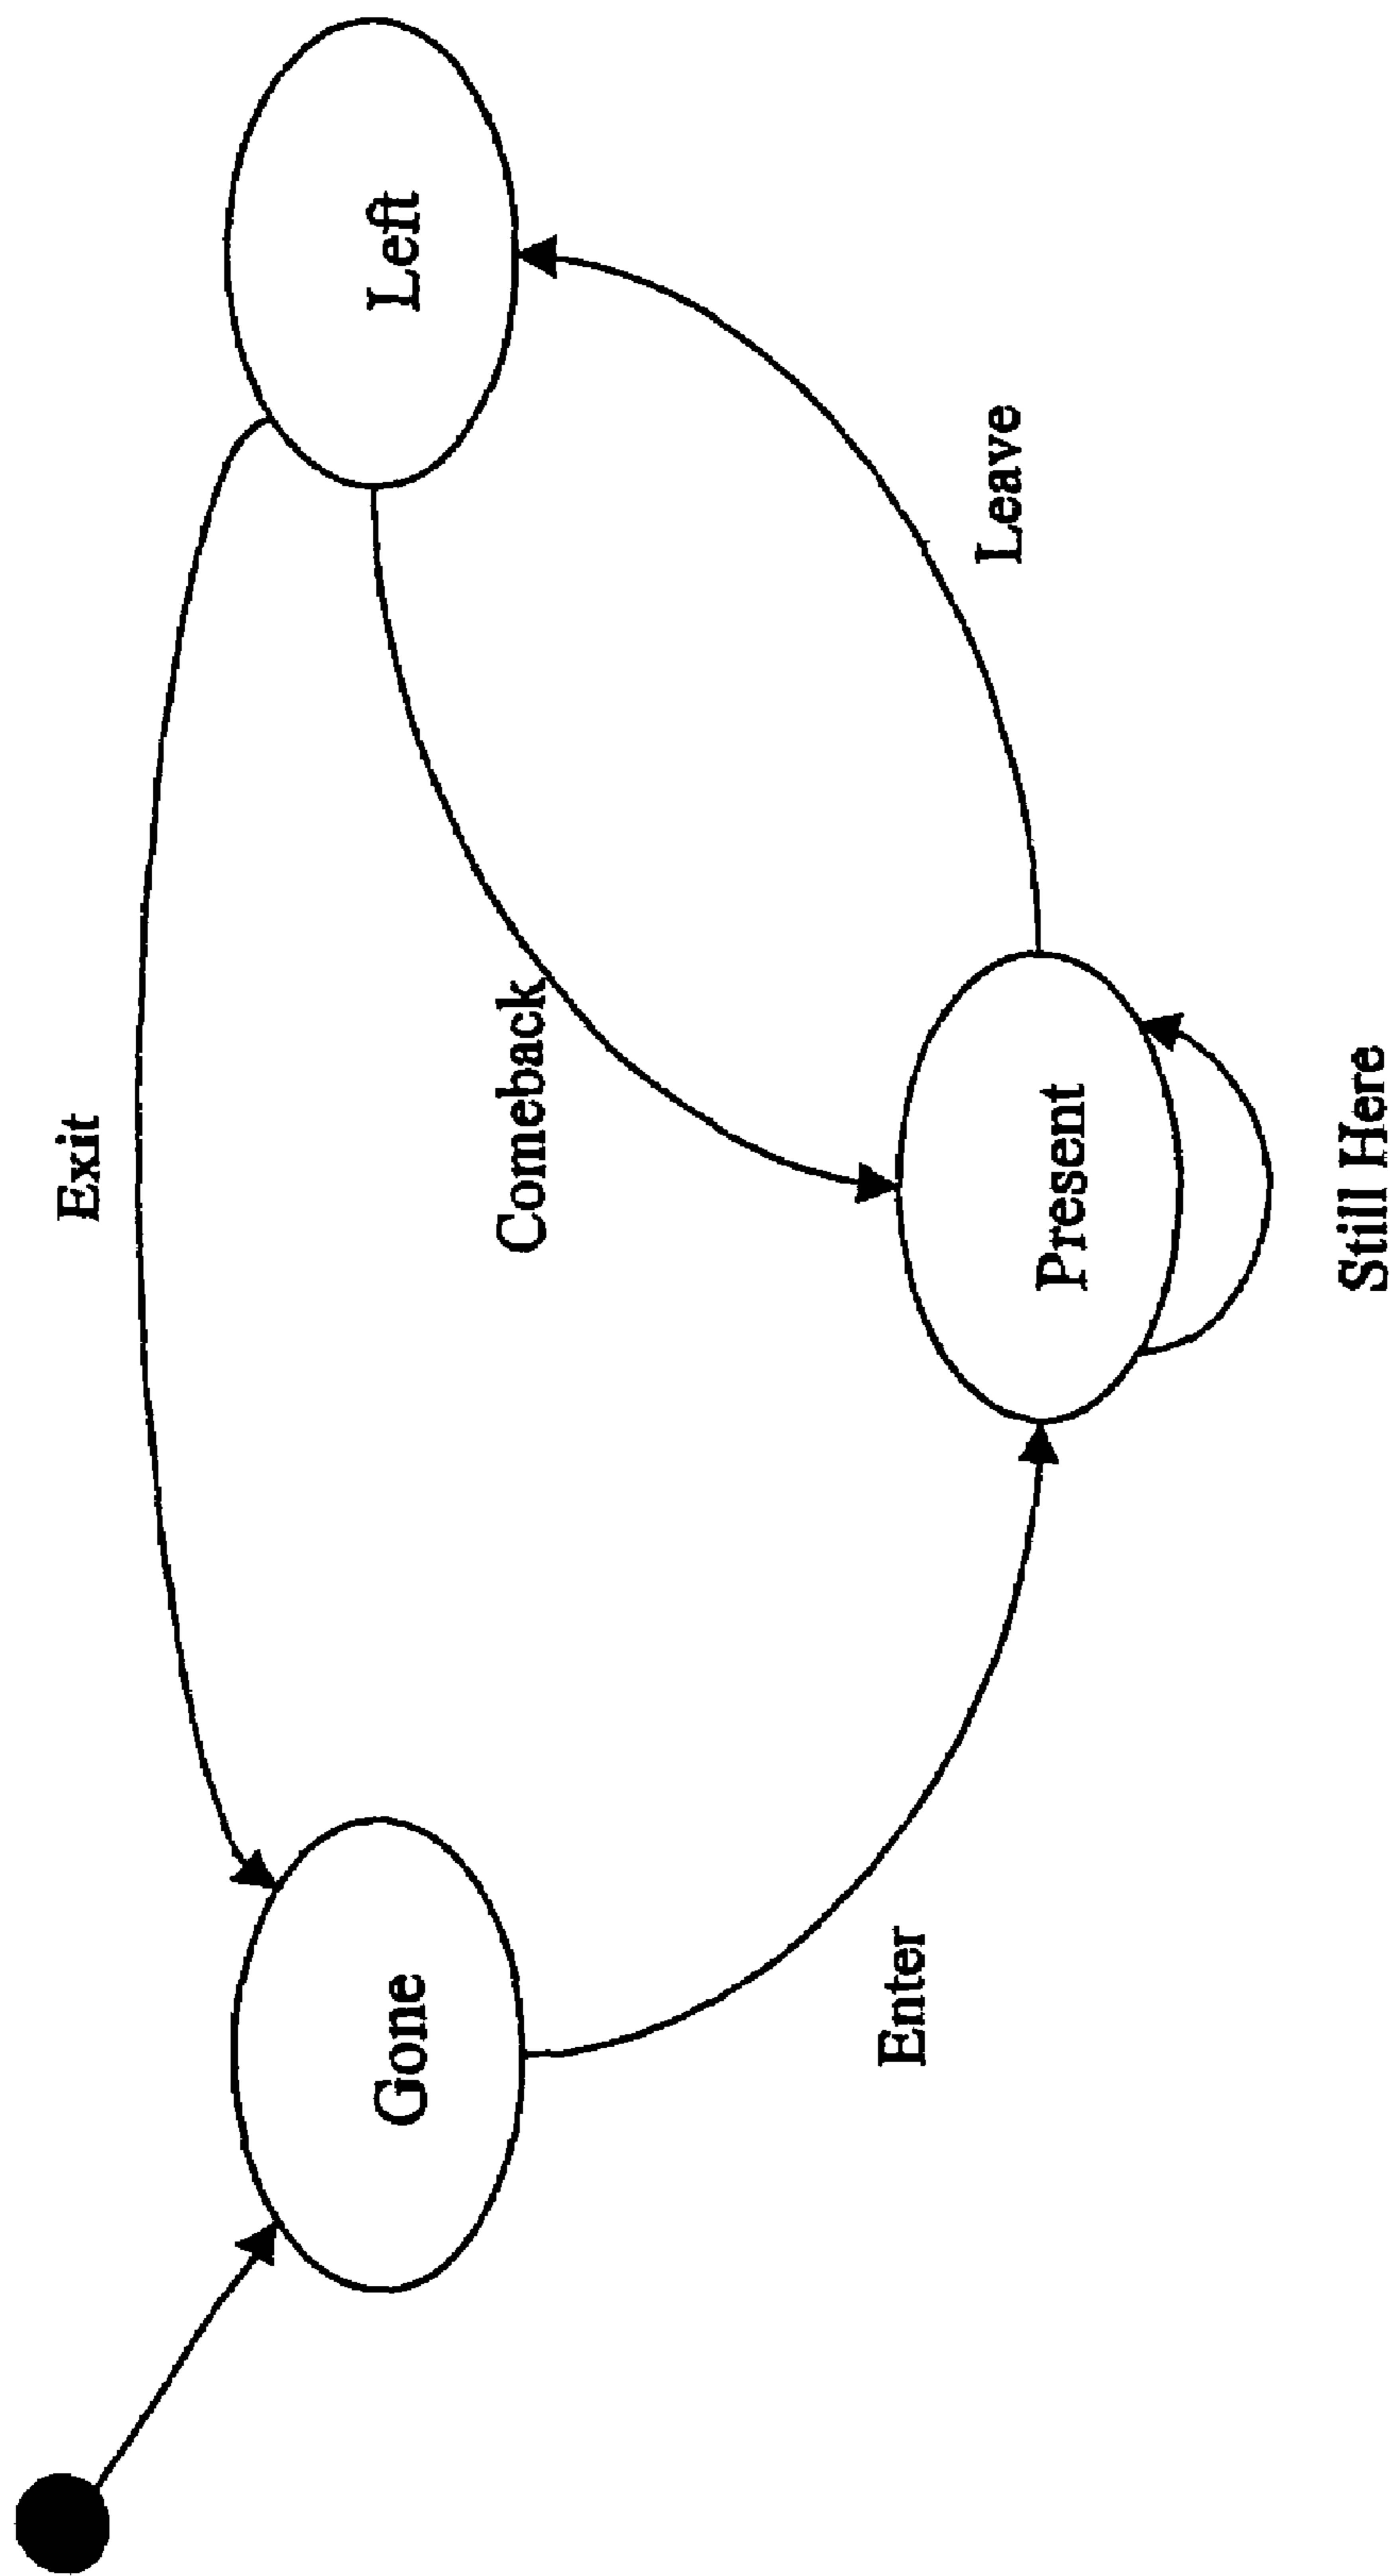 Exit
Left
Gone
Comeback
Leave
Enter
Present
Still Here